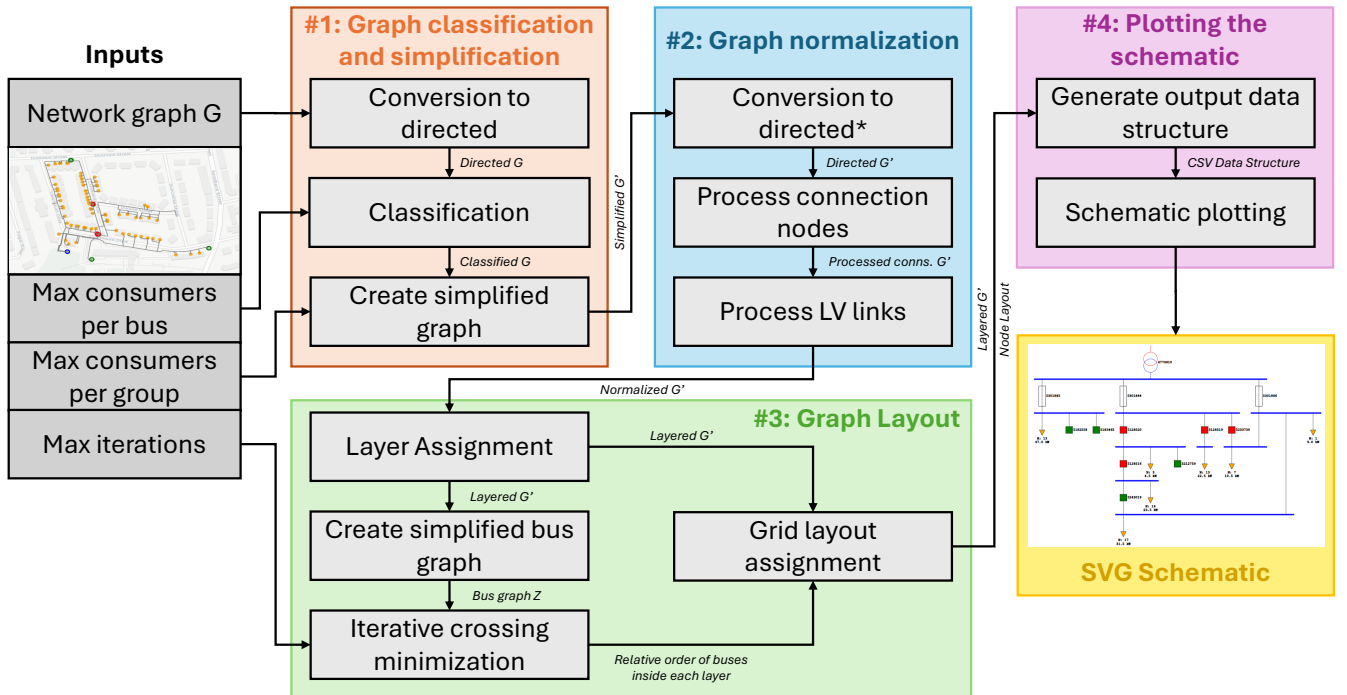 Inputs
Network graph G
Max consumers
per bus
Max consumers
per group
Max iterations
#1: Graph classification
and simplification
Conversion to
directed
Directed G
Classification
Classified G
Create simplified
graph
Simplified G'
#2: Graph normalization
Conversion to
directed*
Directed G'
Process connection
nodes
Processed conns. G'
Process LV links
Normalized G'
#3: Graph Layout
Layer Assignment
Layered G'
Layered G'
Create simplified bus
graph
Bus graph Z
Iterative crossing
minimization
Relative order of buses
inside each layer
Grid layout
assignment
Layered G'
Node Layout
#4: Plotting the
schematic
Generate output data
structure
CSV Data Structure
Schematic plotting
SVG Schematic